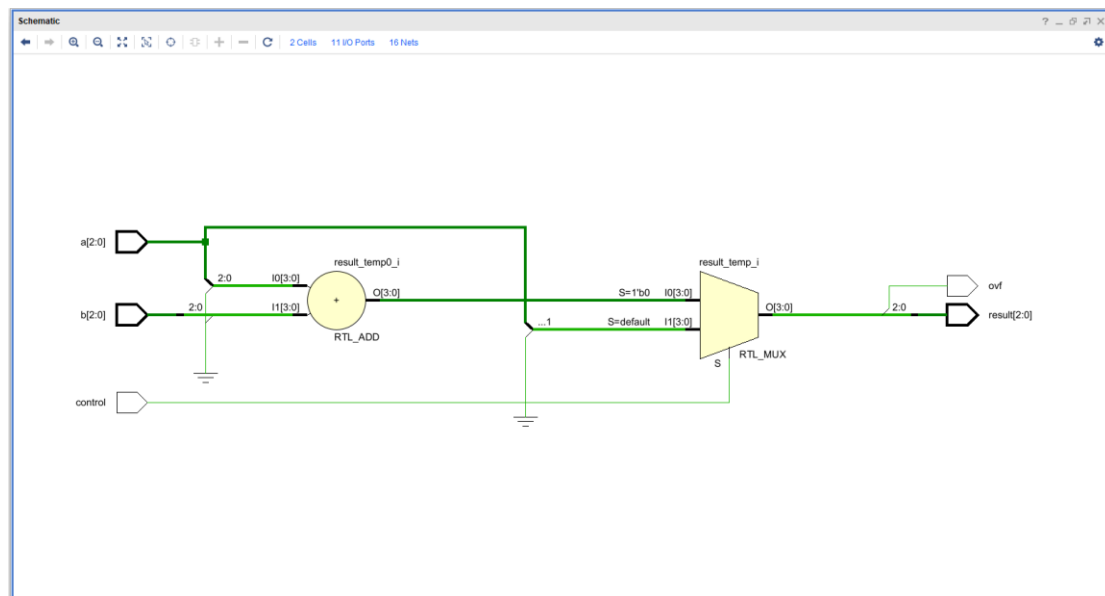 Schematic
2 Cells 11 I/O Ports 16 Nets
a[2:0]
result_temp0_i
result_temp_i
2:0 I0[3:0]
O[3:0]
S=1'b0 I0[3:0]
ovf
+
b[2:0]
2:0 I1[3:0]
O[3:0]
2:0
result[2:0]
...1 S=default I1[3:0]
RTL_ADD
S
RTL_MUX
control